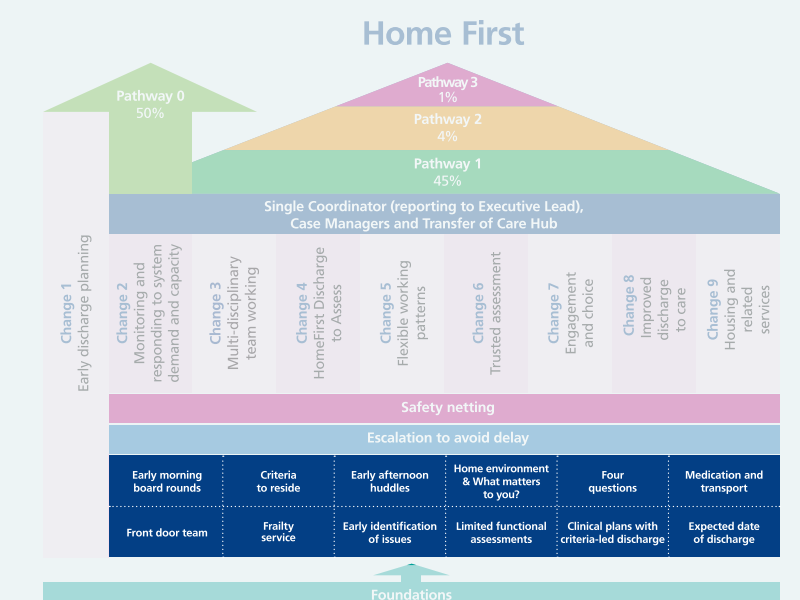 Home First
Pathway 0
50%
Pathway 3
1%
Pathway 2
4%
Pathway 1
45%
Single Coordinator (reporting to Executive Lead),
Case Managers and Transfer of Care Hub
Change 1
Early discharge planning
Change 2
Monitoring and
responding to system
demand and capacity
Change 3
Multi-disciplinary
team working
Change 4
HomeFirst Discharge
to Assess
Change 5
Flexible working
patterns
Change 6
Trusted assessment
Change 7
Engagement
and choice
Change 8
Improved
discharge
to care
Change 9
Housing and
related
services
Safety netting
Escalation to avoid delay
Early morning
board rounds
Criteria
to reside
Early afternoon
huddles
Home environment
& What matters
to you?
Four
questions
Medication and
transport
Front door team
Frailty
service
Early identification
of issues
Limited functional
assessments
Clinical plans with
criteria-led discharge
Expected date
of discharge
Foundations